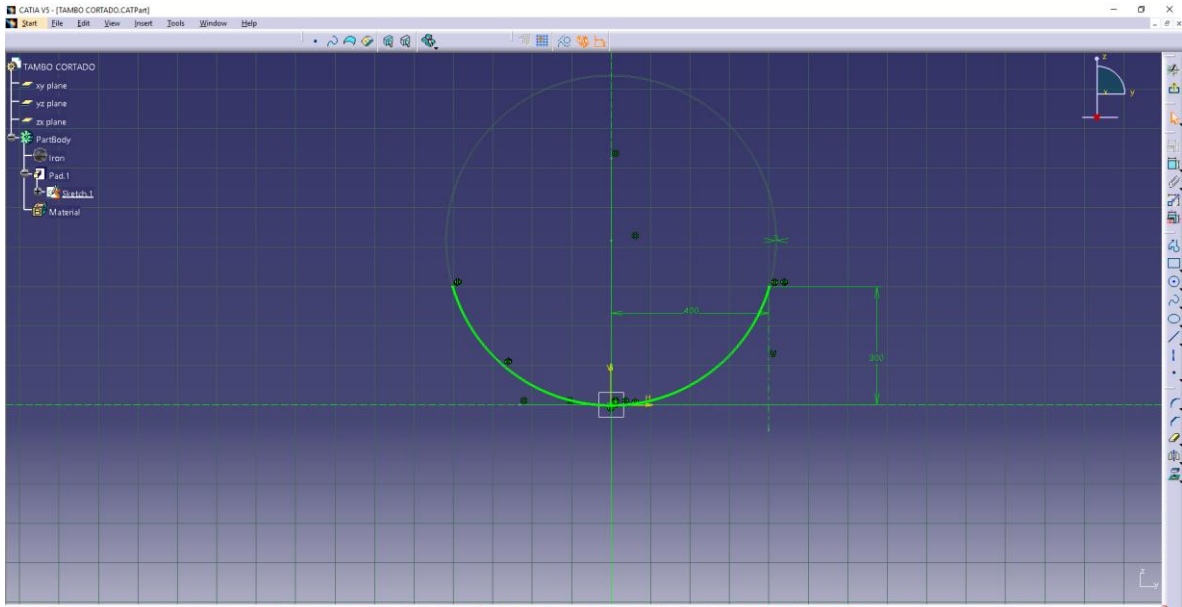 CATIA V5 - [TAMBO CORTADO.CATPart]
Start File Edit View Insert Tools Window Help
TAMBO CORTADO
xy plane
yz plane
zx plane
PartBody
Iron
Pad.1
Sketch.1
Material
z
x y
400
300
V
H
V
z
y